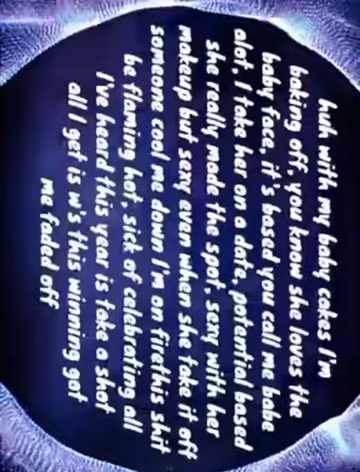 huh with my baby cakes I'm
baking off, you know she loves the
baby face, it's based you call me babe
alot, I take her on a date, potential based
she really made the spot, sexy with her
makeup but sexy even when she take it off
someone cool me down I'm on firethis shit
be flaming hot, sick of celebrating all
I've heard this year is take a shot
all I get is w's this winning got
me faded off